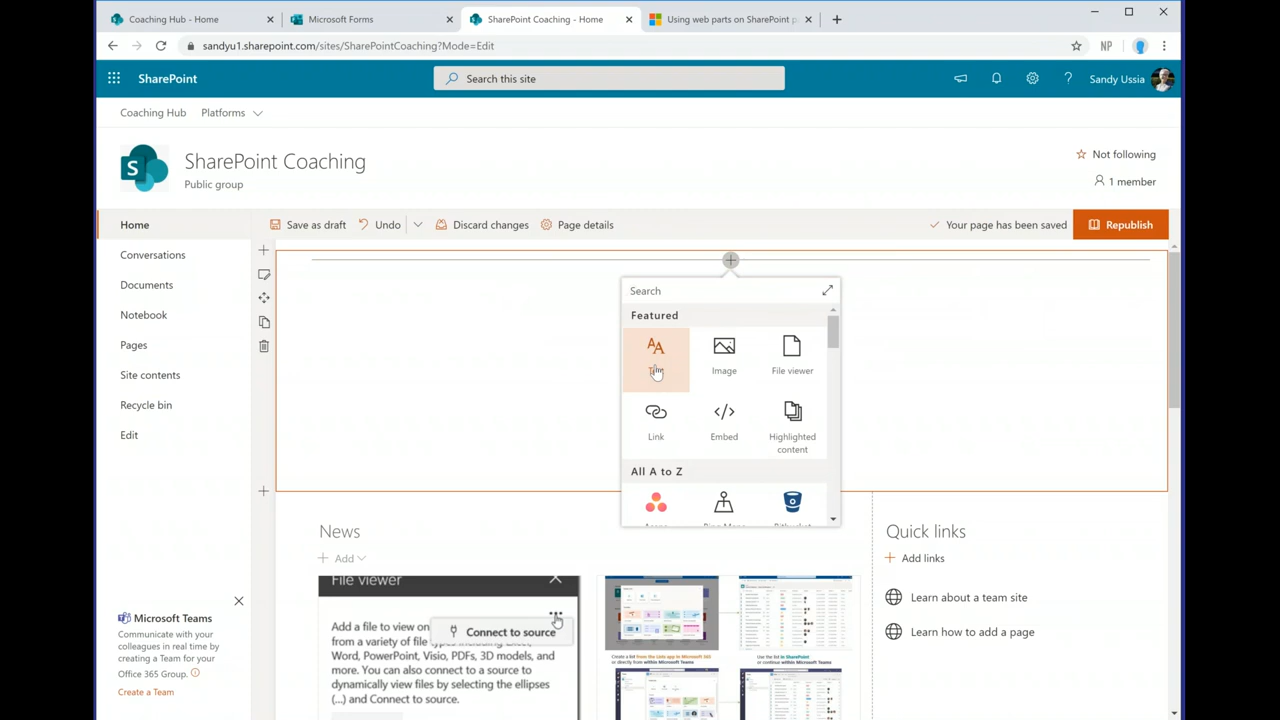 Coaching Hub - Home
Microsoft Forms
SharePoint Coaching - Home
Using web parts on SharePoint p
sandyu1.sharepoint.com/sites/SharePointCoaching?Mode=Edit
NP
SharePoint
Search this site
Sandy Ussia
Coaching Hub
Platforms
S
SharePoint Coaching
Public group
Not following
1 member
Home
Save as draft
Undo
Discard changes
Page details
Your page has been saved
Republish
Conversations
Documents
Notebook
Pages
Site contents
Recycle bin
Edit
Search
Featured
Image
File viewer
Link
Embed
Highlighted
content
All A to Z
News
Add
Quick links
Add links
Learn about a team site
Learn how to add a page
File viewer
Add a file to view on
Connect to source
Word, PowerPoint, Visio, PDFs, 3D models, and
more. You can also connect to a source to
dynamically view files by selecting the ellipses
(...) and Connect to source.
Microsoft Teams
Communicate with your
colleagues in real time by
creating a Team for your
Office 365 Group.
Create a Team